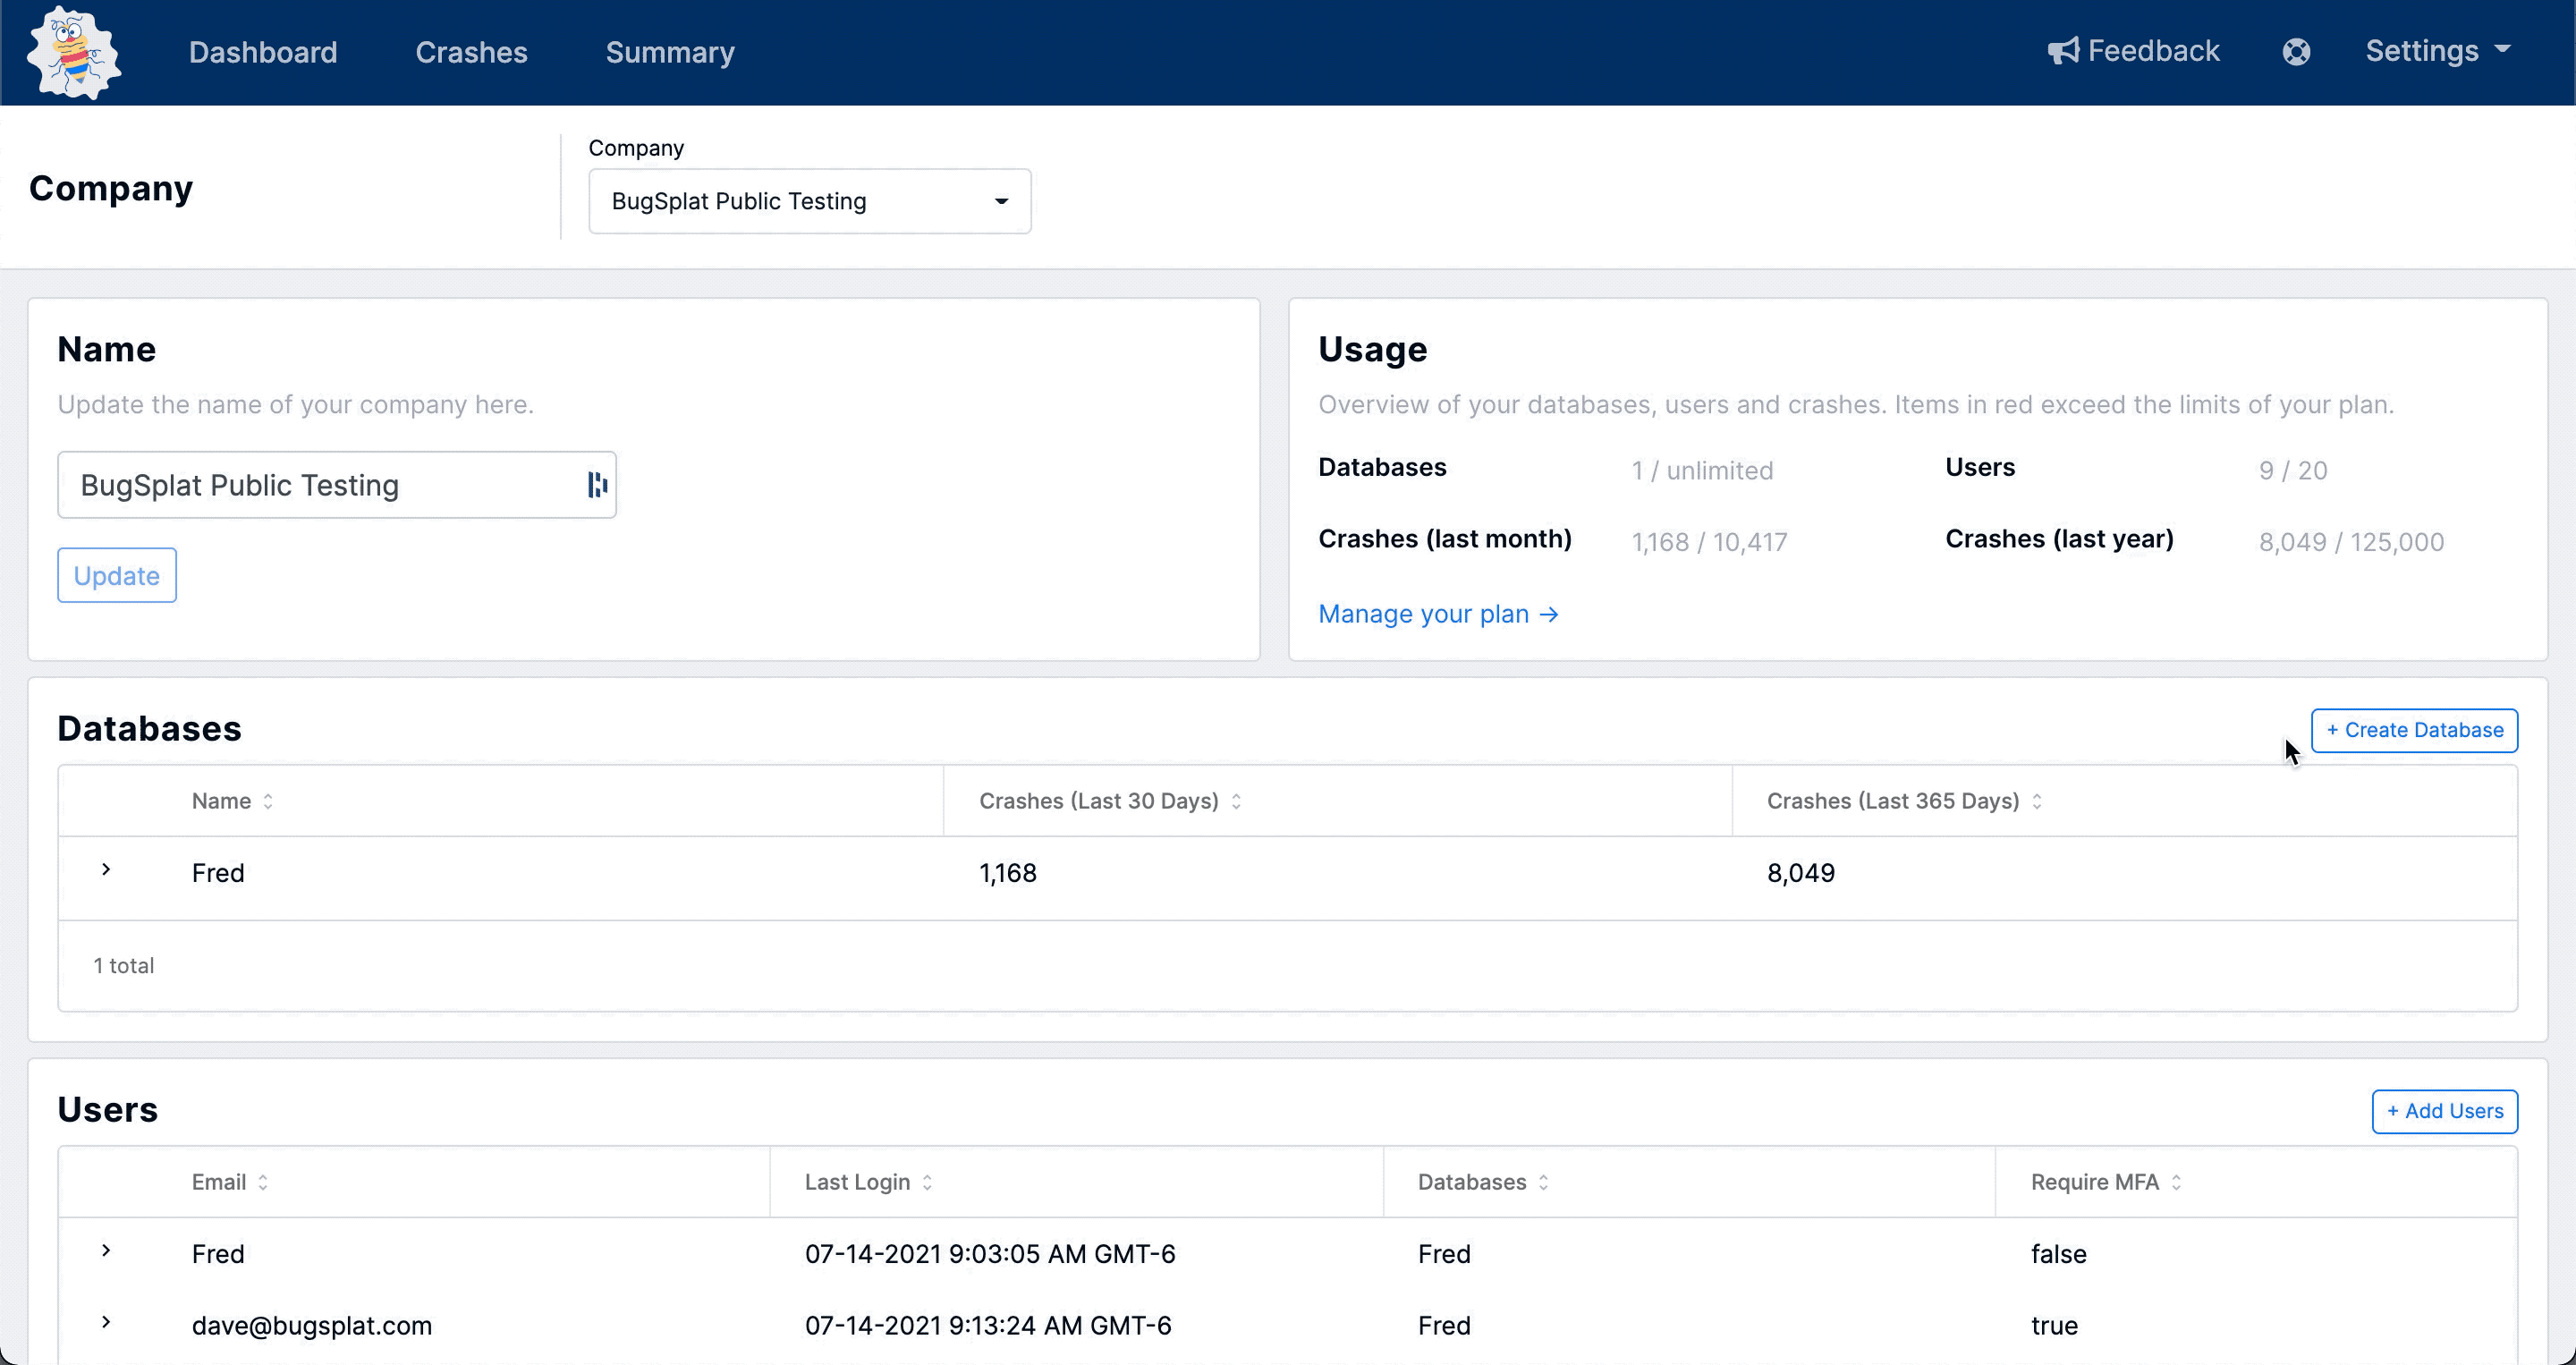 Dashboard Crashes Summary Feedback Settings
Company
Company
BugSplat Public Testing
Name
Update the name of your company here.
BugSplat Public Testing
Update
Usage
Overview of your databases, users and crashes. Items in red exceed the limits of your plan.
Databases 1 / unlimited Users 9 / 20
Crashes (last month) 1,168 / 10,417 Crashes (last year) 8,049 / 125,000
Manage your plan →
Databases
+ Create Database
Name Crashes (Last 30 Days) Crashes (Last 365 Days)
Fred 1,168 8,049
1 total
Users
+ Add Users
Email Last Login Databases Require MFA
Fred 07-14-2021 9:03:05 AM GMT-6 Fred false
dave@bugsplat.com 07-14-2021 9:13:24 AM GMT-6 Fred true